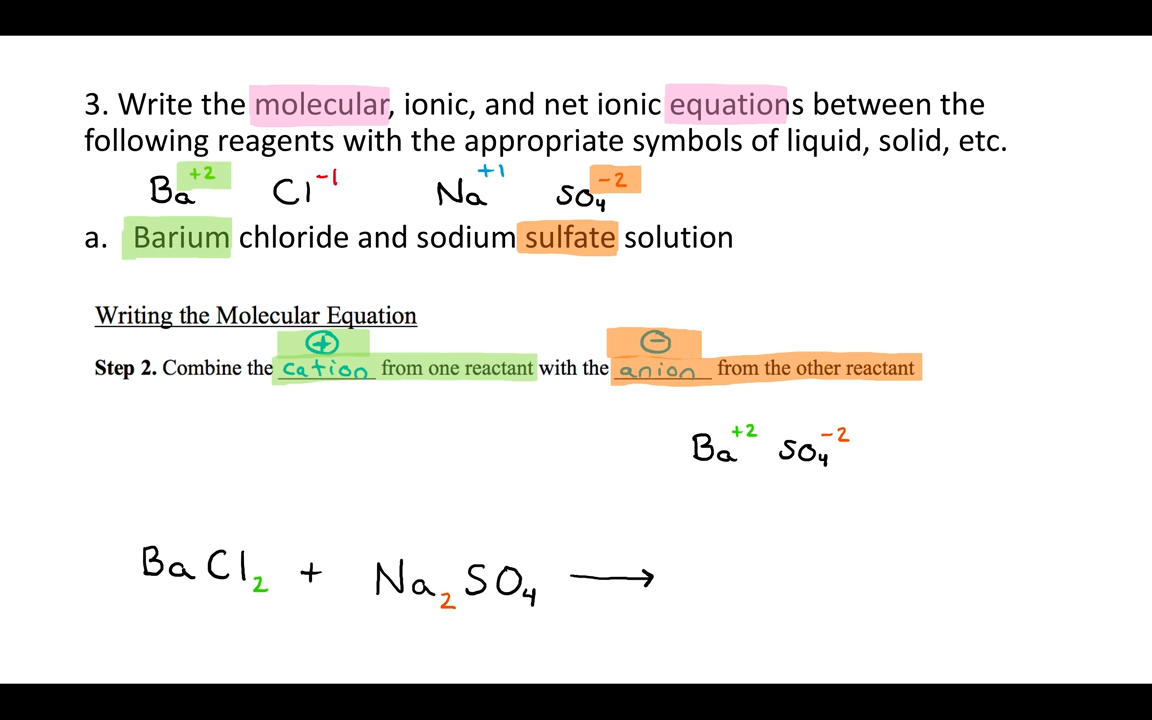 3. Write the molecular, ionic, and net ionic equations between the
following reagents with the appropriate symbols of liquid, solid, etc.
Ba+2 Cl-1 Na+1 SO4-2
a. Barium chloride and sodium sulfate solution
Writing the Molecular Equation
+ -
Step 2. Combine the cation from one reactant with the anion from the other reactant
Ba+2 SO4-2
BaCl2 + Na2SO4 →